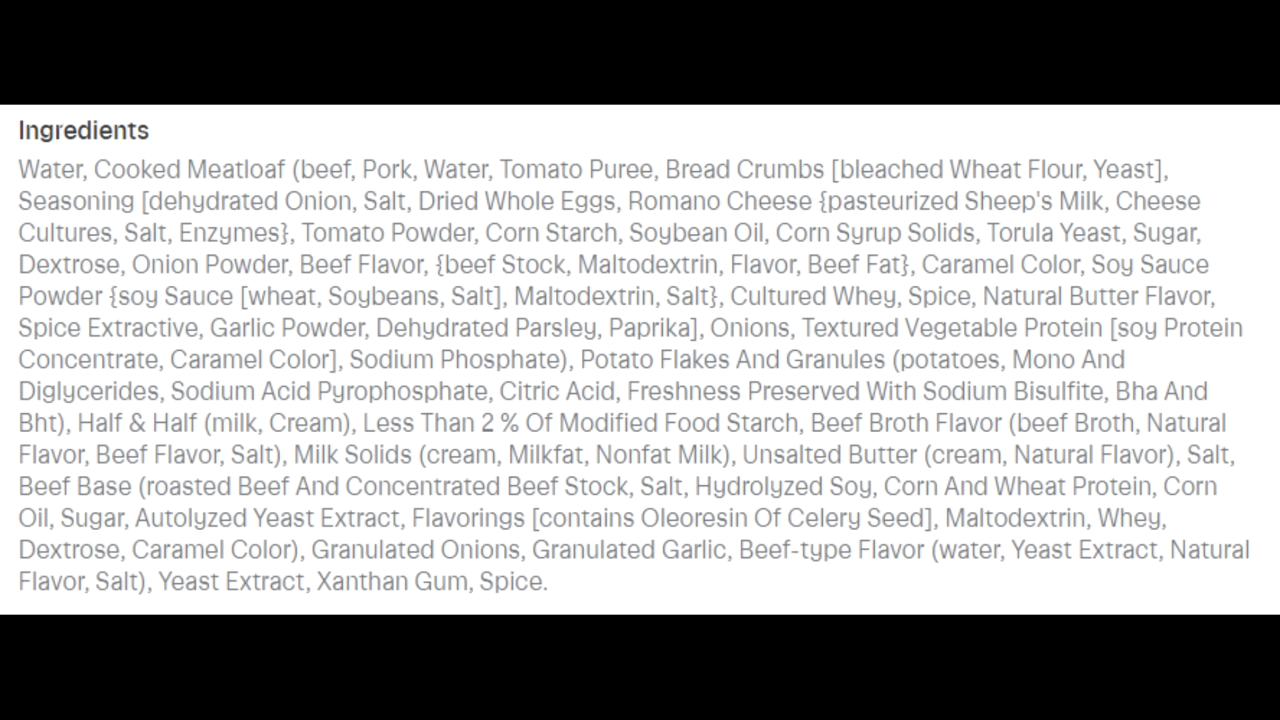 Ingredients
Water, Cooked Meatloaf (beef, Pork, Water, Tomato Puree, Bread Crumbs [bleached Wheat Flour, Yeast],
Seasoning [dehydrated Onion, Salt, Dried Whole Eggs, Romano Cheese {pasteurized Sheep's Milk, Cheese
Cultures, Salt, Enzymes}, Tomato Powder, Corn Starch, Soybean Oil, Corn Syrup Solids, Torula Yeast, Sugar,
Dextrose, Onion Powder, Beef Flavor, {beef Stock, Maltodextrin, Flavor, Beef Fat}, Caramel Color, Soy Sauce
Powder {soy Sauce [wheat, Soybeans, Salt], Maltodextrin, Salt}, Cultured Whey, Spice, Natural Butter Flavor,
Spice Extractive, Garlic Powder, Dehydrated Parsley, Paprika], Onions, Textured Vegetable Protein [soy Protein
Concentrate, Caramel Color], Sodium Phosphate), Potato Flakes And Granules (potatoes, Mono And
Diglycerides, Sodium Acid Pyrophosphate, Citric Acid, Freshness Preserved With Sodium Bisulfite, Bha And
Bht), Half & Half (milk, Cream), Less Than 2 % Of Modified Food Starch, Beef Broth Flavor (beef Broth, Natural
Flavor, Beef Flavor, Salt), Milk Solids (cream, Milkfat, Nonfat Milk), Unsalted Butter (cream, Natural Flavor), Salt,
Beef Base (roasted Beef And Concentrated Beef Stock, Salt, Hydrolyzed Soy, Corn And Wheat Protein, Corn
Oil, Sugar, Autolyzed Yeast Extract, Flavorings [contains Oleoresin Of Celery Seed], Maltodextrin, Whey,
Dextrose, Caramel Color), Granulated Onions, Granulated Garlic, Beef-type Flavor (water, Yeast Extract, Natural
Flavor, Salt), Yeast Extract, Xanthan Gum, Spice.